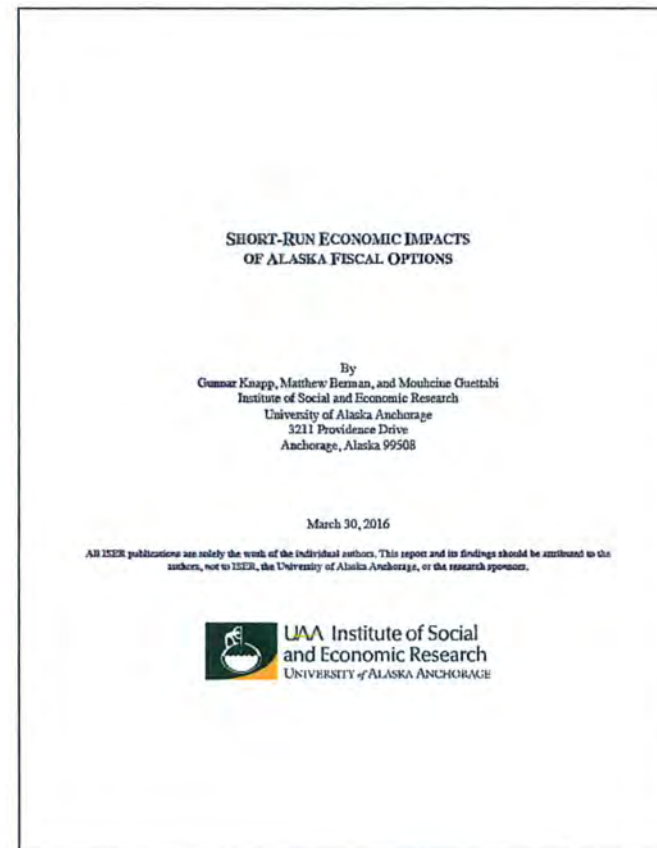 SHORT-RUN ECONOMIC IMPACTS
OF ALASKA FISCAL OPTIONS
By
Gunnar Knapp, Matthew Berman, and Mouhcine Guettabi
Institute of Social and Economic Research
University of Alaska Anchorage
3211 Providence Drive
Anchorage, Alaska 99508
March 30, 2016
All ISER publications are solely the work of the individual authors. This report and its findings should be attributed to the
authors, not to ISER, the University of Alaska Anchorage, or the research sponsors.
UAA Institute of Social
and Economic Research
UNIVERSITY of ALASKA ANCHORAGE